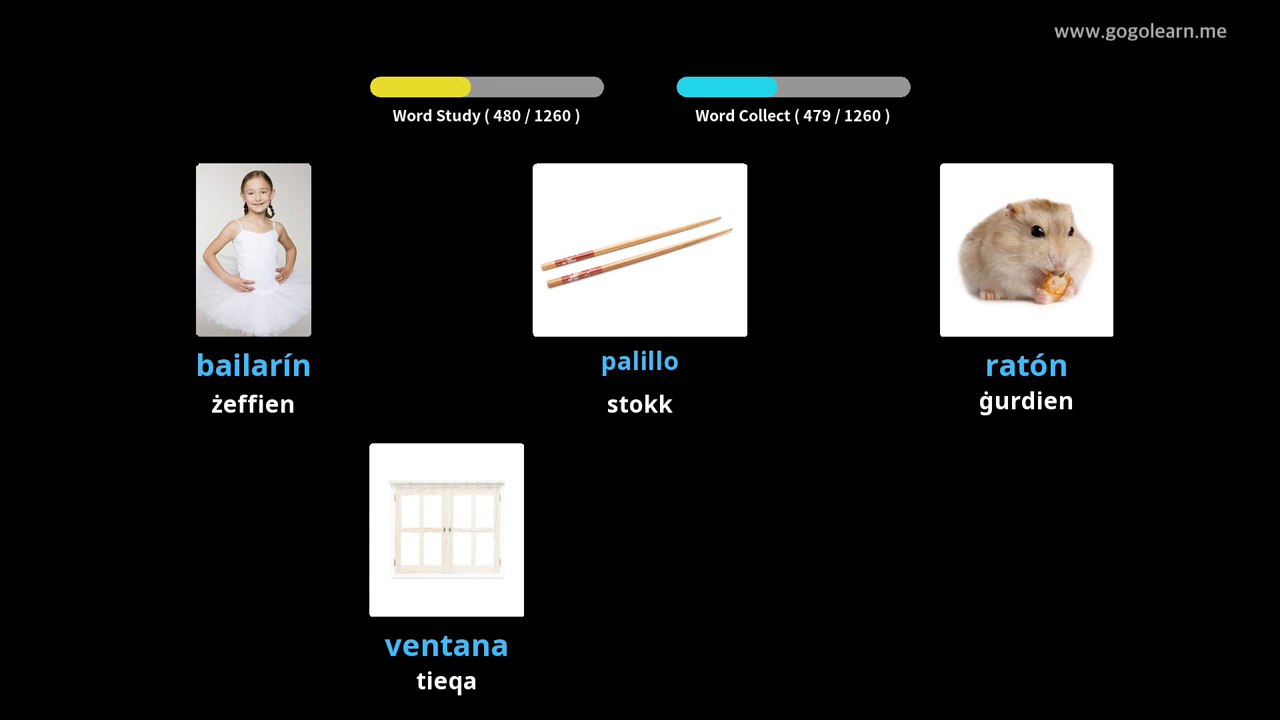 www.gogolearn.me
Word Study ( 480 / 1260 )
Word Collect ( 479 / 1260 )
bailarín
żeffien
palillo
stokk
ratón
ġurdien
ventana
tieqa